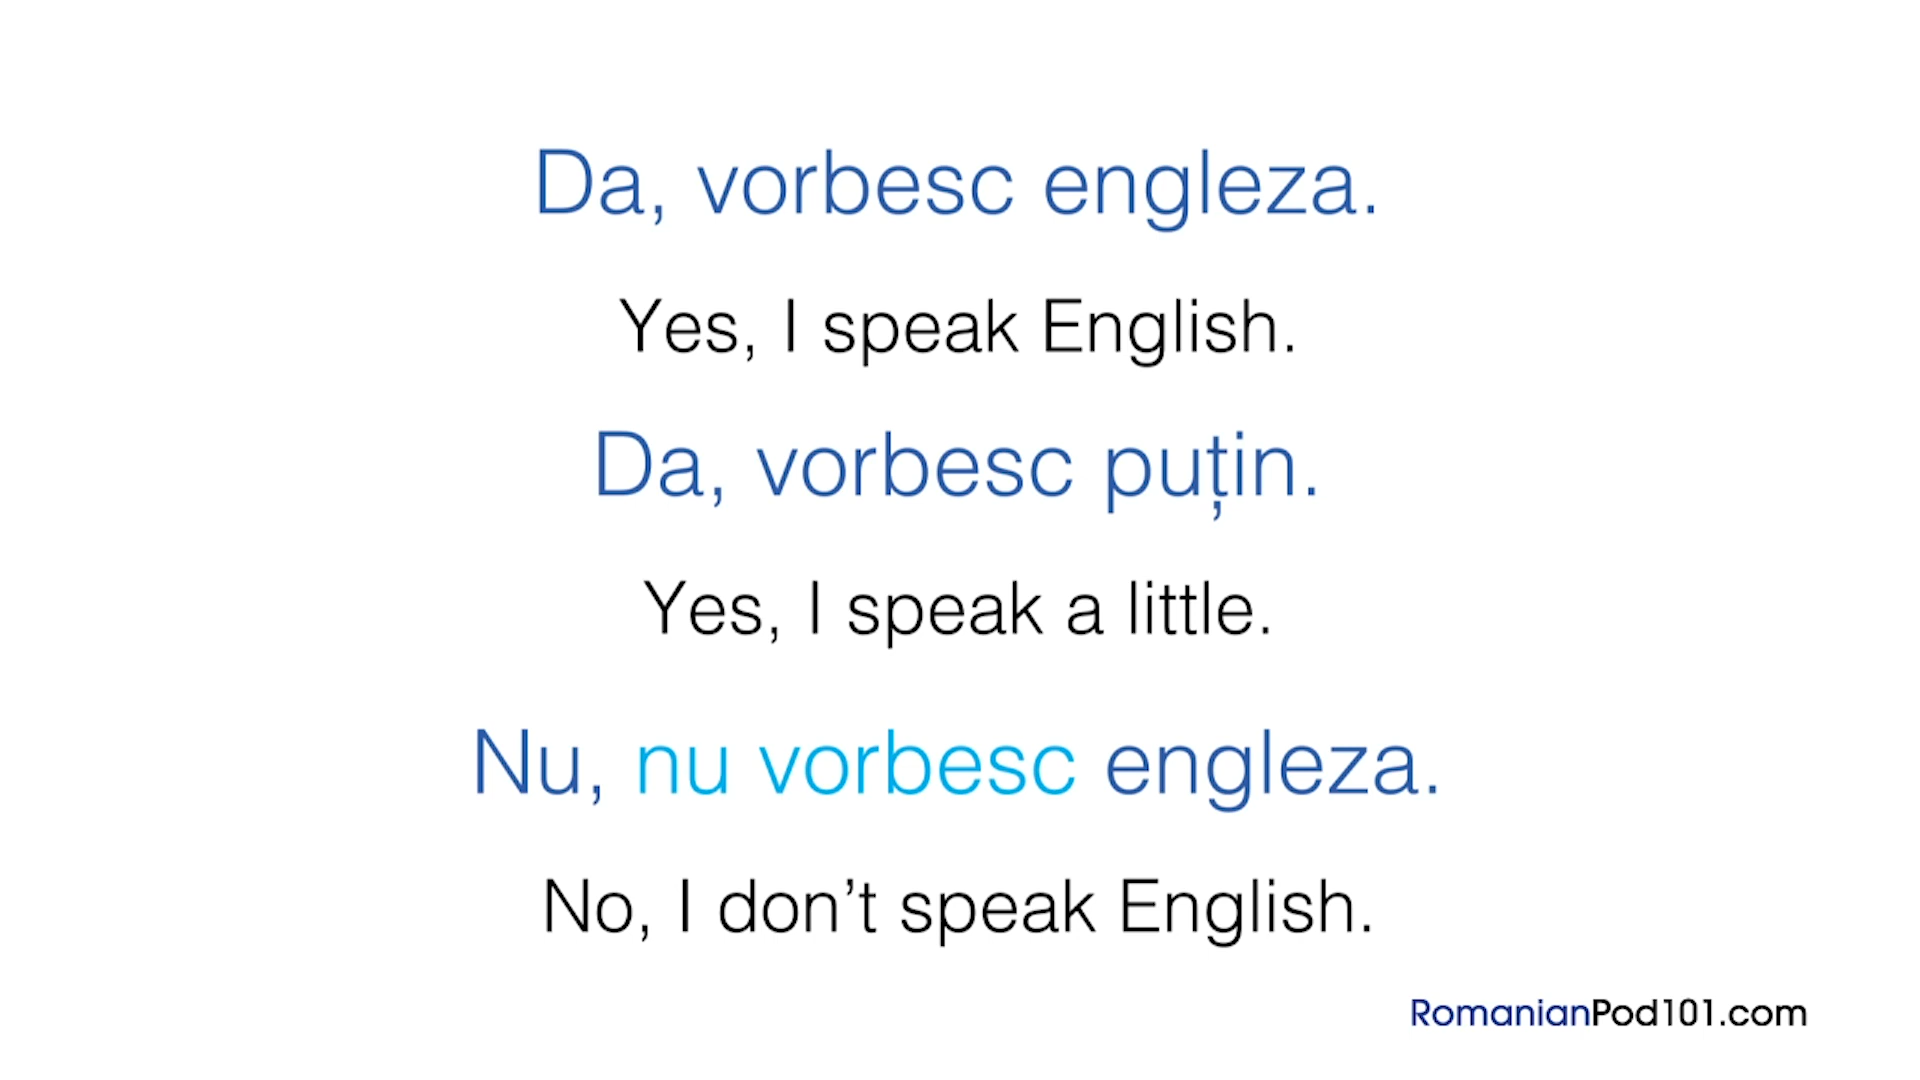 Da, vorbesc engleza.
Yes, I speak English.
Da, vorbesc puțin.
Yes, I speak a little.
Nu, nu vorbesc engleza.
No, I don’t speak English.
RomanianPod101.com